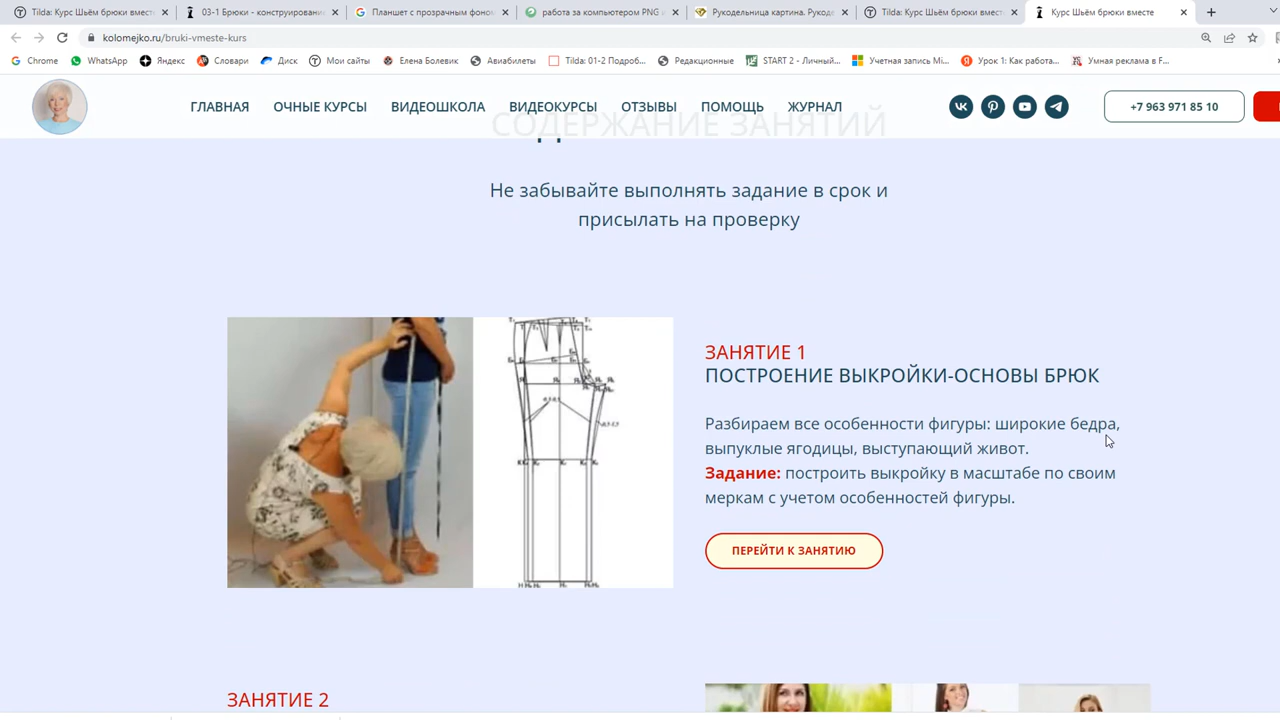 Tilda: Курс Шьём брюки вместе
03-1 Брюки - конструировани
Планшет с прозрачным фоном
работа за компьютером PNG и
Рукодельница картина. Рукоде
Tilda: Курс Шьём брюки вмест
Курс Шьём брюки вместе
kolomejko.ru/bruki-vmeste-kurs
Chrome WhatsApp Яндекс Словари Диск Мои сайты Елена Болевик Авиабилеты Tilda: 01-2 Подроб... Редакционные START 2 - Личный... Учетная запись Mi... Урок 1: Как работа... Умная реклама в F...
ГЛАВНАЯ ОЧНЫЕ КУРСЫ ВИДЕОШКОЛА ВИДЕОКУРСЫ ОТЗЫВЫ ПОМОЩЬ ЖУРНАЛ
+7 963 971 85 10
СОДЕРЖАНИЕ ЗАНЯТИЙ
Не забывайте выполнять задание в срок и
присылать на проверку
ЗАНЯТИЕ 1
ПОСТРОЕНИЕ ВЫКРОЙКИ-ОСНОВЫ БРЮК
Разбираем все особенности фигуры: широкие бедра,
выпуклые ягодицы, выступающий живот.
Задание: построить выкройку в масштабе по своим
меркам с учетом особенностей фигуры.
ПЕРЕЙТИ К ЗАНЯТИЮ
ЗАНЯТИЕ 2